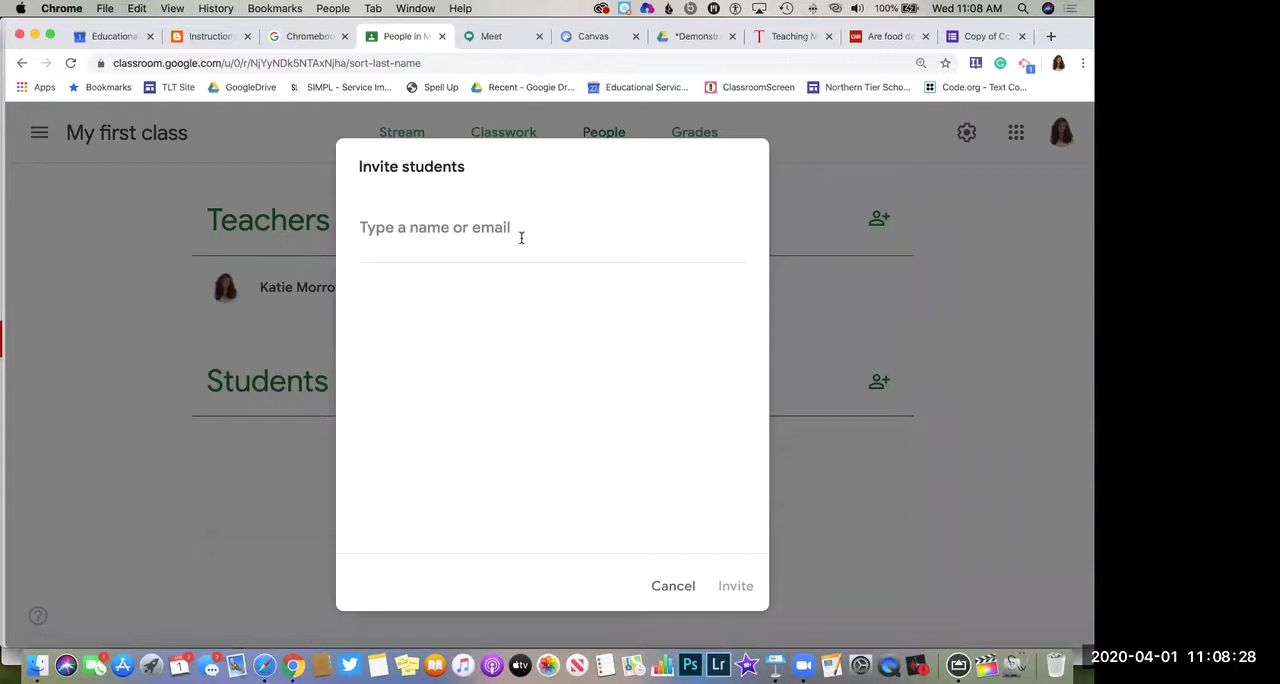 Chrome File Edit View History Bookmarks People Tab Window Help 100% Wed 11:08 AM
Educationa Instruction Chromeboo People in M Meet Canvas *Demonstra Teaching M Are food de Copy of Co
classroom.google.com/u/0/r/NjYyNDk5NTAxNjha/sort-last-name
Apps Bookmarks TLT Site GoogleDrive SIMPL - Service Im... Spell Up Recent - Google Dr... Educational Servic... ClassroomScreen Northern Tier Scho... Code.org - Text Co...
My first class Stream Classwork People Grades
Invite students
Teachers
Type a name or email
Katie Morro
Students
Cancel Invite
2020-04-01 11:08:28